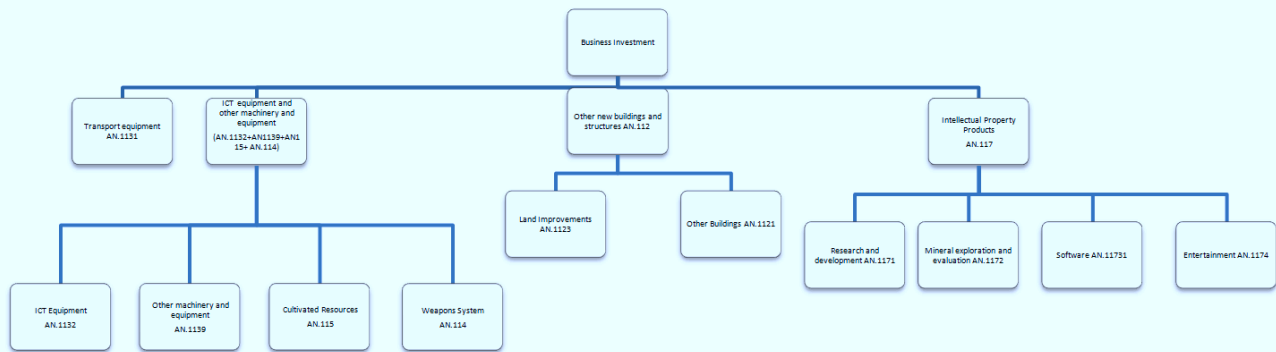 Business Investment
Transport equipment
AN.1131
ICT equipment and
other machinery and
equipment
(AN.1132+AN1139+AN1
15+ AN.114)
Other new buildings and
structures AN.112
Intellectual Property
Products
AN.117
Land Improvements
AN.1123
Other Buildings AN.1121
Research and
development AN.1171
Mineral exploration and
evaluation AN.1172
Software AN.11731
Entertainment AN.1174
ICT Equipment
AN.1132
Other machinery and
equipment
AN.1139
Cultivated Resources
AN.115
Weapons System
AN.114